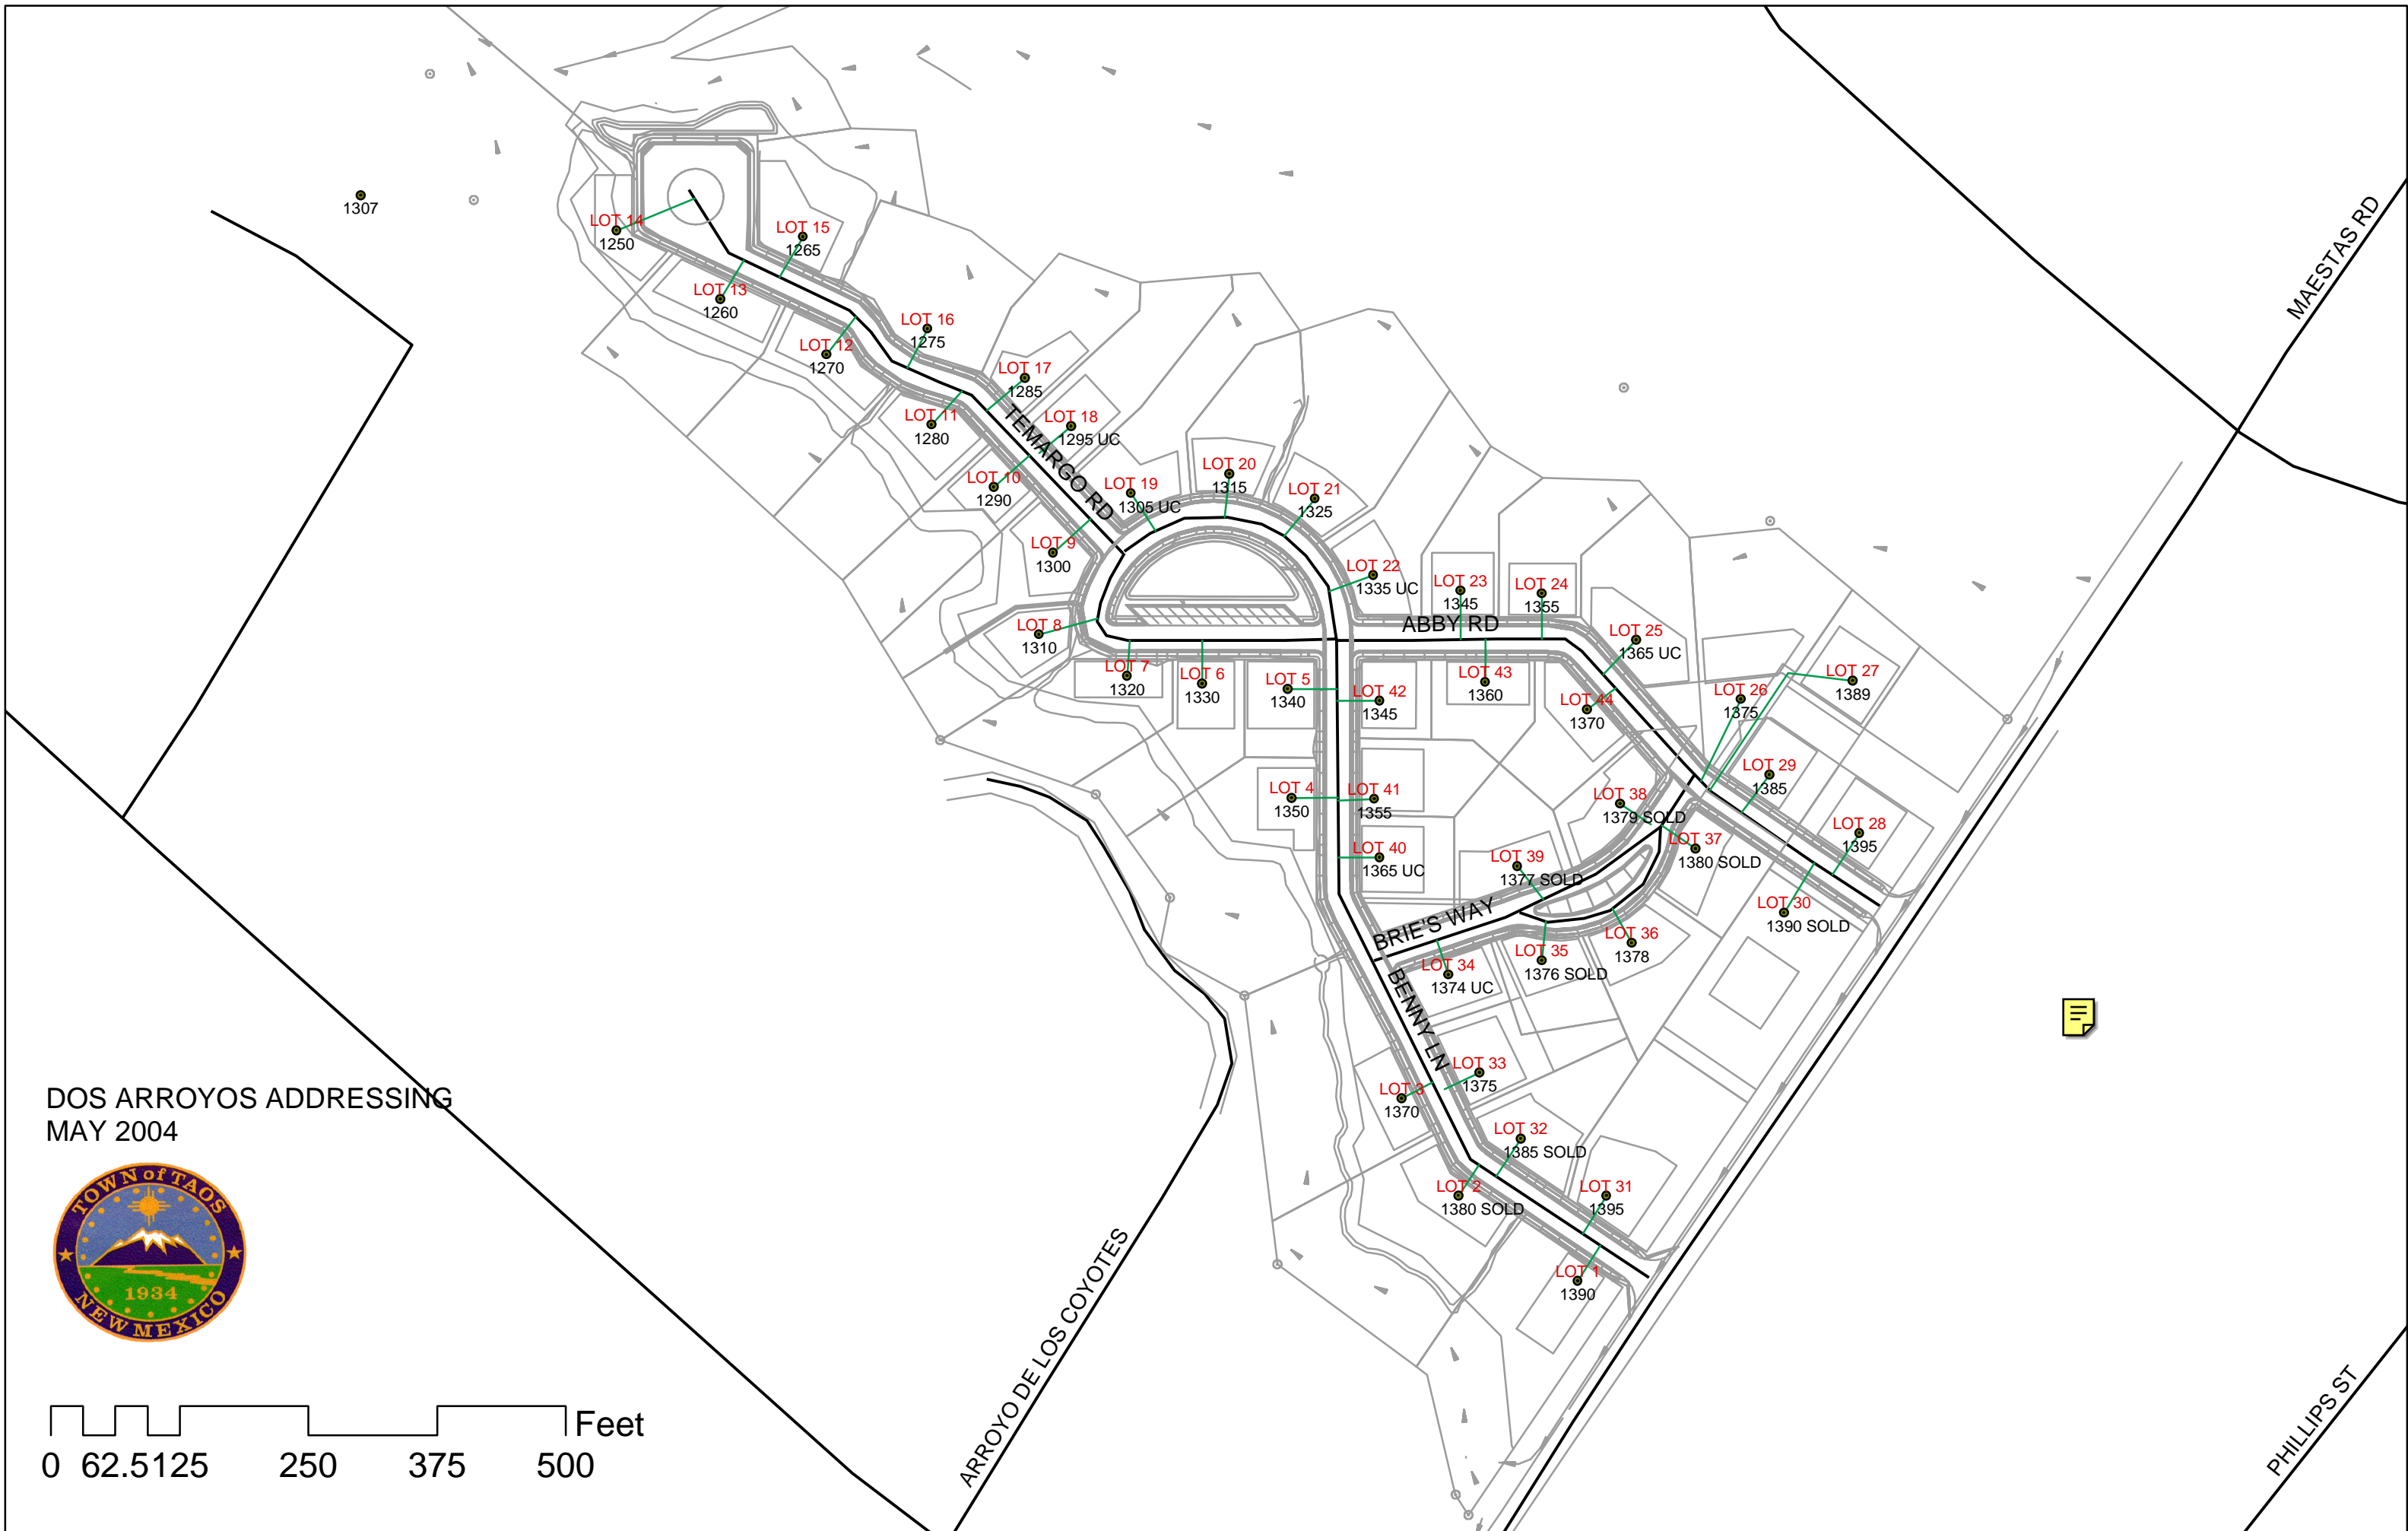 MAESTAS RD
1307
LOT 14
1250
LOT 15
1265
LOT 13
1260
LOT 16
1275
LOT 12
1270
LOT 17
1285
LOT 11
1280
LOT 18
1295 UC
TEMARGO RD
LOT 10
1290
LOT 19
1305 UC
LOT 20
1315
LOT 21
1325
LOT 9
1300
LOT 22
1335 UC
LOT 23
1345
LOT 24
1355
ABBY RD
LOT 8
1310
LOT 25
1365 UC
LOT 7
1320
LOT 6
1330
LOT 5
1340
LOT 42
1345
LOT 43
1360
LOT 44
1370
LOT 26
1375
LOT 27
1389
LOT 4
1350
LOT 41
1355
LOT 38
1379 SOLD
LOT 29
1385
LOT 40
1365 UC
LOT 39
1377 SOLD
LOT 37
1380 SOLD
LOT 28
1395
BRIE'S WAY
LOT 30
1390 SOLD
LOT 34
1374 UC
LOT 35
1376 SOLD
LOT 36
1378
BENNY LN
LOT 3
1370
LOT 33
1375
LOT 32
1385 SOLD
LOT 2
1380 SOLD
LOT 31
1395
LOT 1
1390
DOS ARROYOS ADDRESSING
MAY 2004
TOWN of TAOS
1934
NEW MEXICO
ARROYO DE LOS COYOTES
PHILLIPS ST
Feet
0 62.5 125 250 375 500